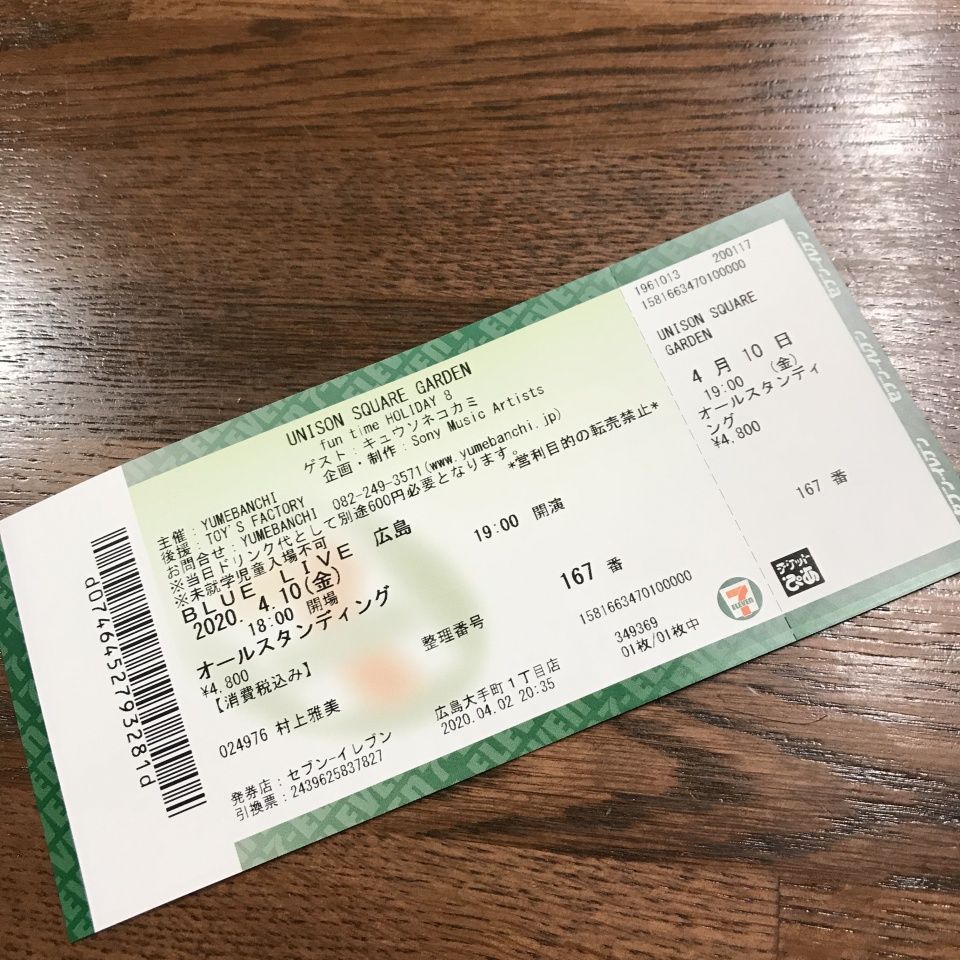 UNISON SQUARE GARDEN
fun time HOLIDAY 8
ゲスト：キュウソネコカミ
企画・制作：Sony Music Artists
主催：YUMEBANCHI
後援：TOY'S FACTORY
お問合せ：YUMEBANCHI 082-249-3571(www.yumebanchi.jp)
※当日ドリンク代として別途600円必要となります。
※未就学児童入場不可 *営利目的の転売禁止*
BLUE LIVE 広島
2020. 4.10(金)
18:00 開場 19:00 開演
オールスタンディング
¥4,800 整理番号 167 番
【消費税込み】
1581663470100000
024976 村上雅美 349369
01枚/01枚中
発券店：セブン-イレブン 広島大手町１丁目店
引換票：2439625837827 2020.04.02 20:35
d07464527932281d
7
ELEVEN
1961013 200117
1581663470100000
UNISON SQUARE
GARDEN
4 月 10 日
19:00 (金)
オールスタンディ
ング
¥4,800
167 番
チケット
ぴあ